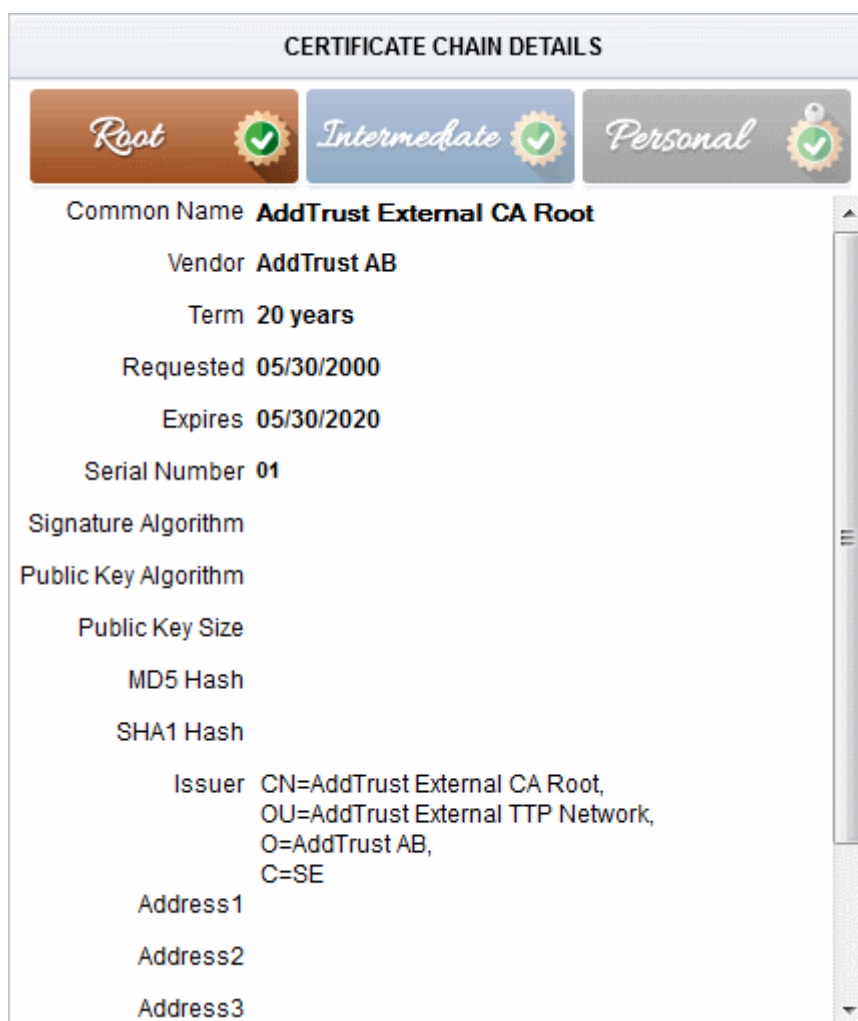 CERTIFICATE CHAIN DETAILS
Root Intermediate Personal
Common Name AddTrust External CA Root
Vendor AddTrust AB
Term 20 years
Requested 05/30/2000
Expires 05/30/2020
Serial Number 01
Signature Algorithm
Public Key Algorithm
Public Key Size
MD5 Hash
SHA1 Hash
Issuer CN=AddTrust External CA Root,
OU=AddTrust External TTP Network,
O=AddTrust AB,
C=SE
Address1
Address2
Address3